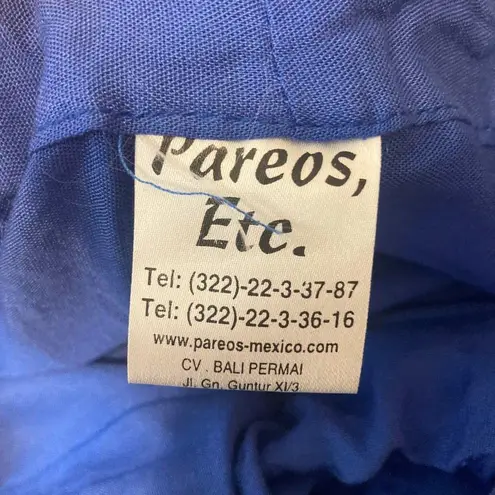 Pareos,
Etc.
Tel: (322)-22-3-37-87
Tel: (322)-22-3-36-16
www.pareos-mexico.com
CV . BALI PERMAI
Jl. Gn. Guntur XI/3